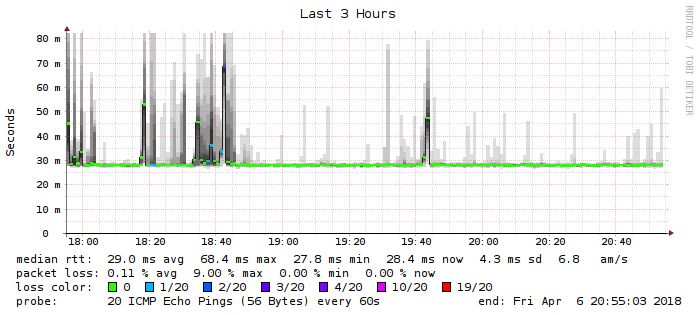 Last 3 Hours
RRDTOOL / TOBI OETIKER
Seconds
80 m
70 m
60 m
50 m
40 m
30 m
20 m
10 m
0
18:00 18:20 18:40 19:00 19:20 19:40 20:00 20:20 20:40
median rtt: 29.0 ms avg 68.4 ms max 27.8 ms min 28.4 ms now 4.3 ms sd 6.8 am/s
packet loss: 0.11 % avg 9.00 % max 0.00 % min 0.00 % now
loss color: 0 1/20 2/20 3/20 4/20 10/20 19/20
probe: 20 ICMP Echo Pings (56 Bytes) every 60s end: Fri Apr 6 20:55:03 2018